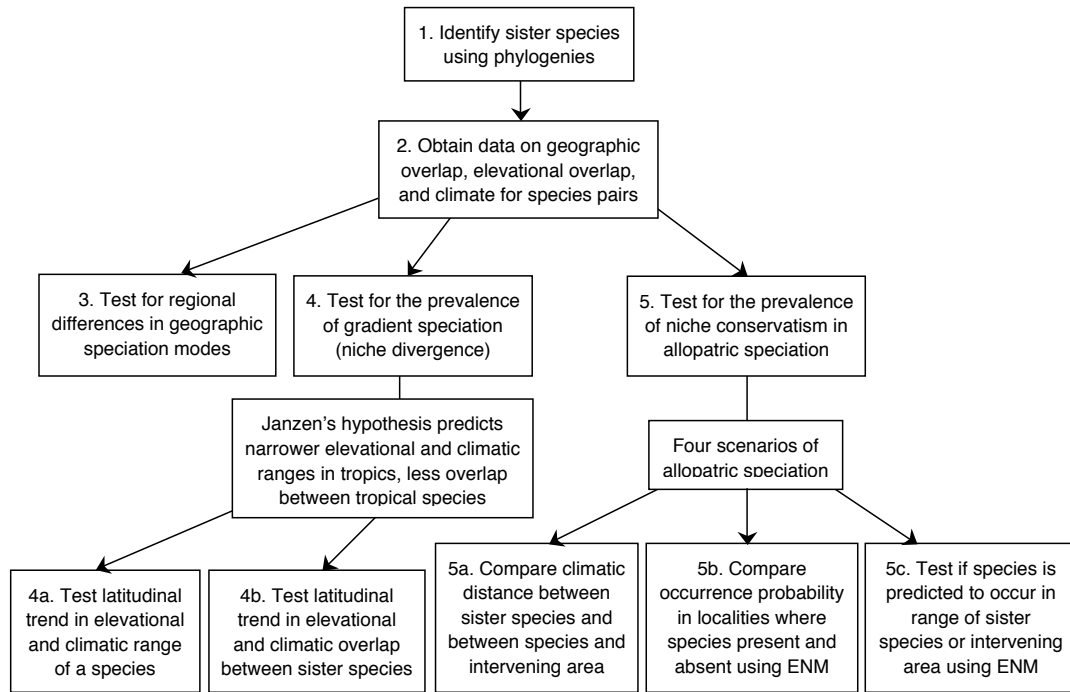 1. Identify sister species
using phylogenies
2. Obtain data on geographic
overlap, elevational overlap,
and climate for species pairs
3. Test for regional
differences in geographic
speciation modes
4. Test for the prevalence
of gradient speciation
(niche divergence)
5. Test for the prevalence
of niche conservatism in
allopatric speciation
Janzen's hypothesis predicts
narrower elevational and climatic
ranges in tropics, less overlap
between tropical species
Four scenarios of
allopatric speciation
4a. Test latitudinal
trend in elevational
and climatic range
of a species
4b. Test latitudinal
trend in elevational
and climatic overlap
between sister species
5a. Compare climatic
distance between
sister species and
between species and
intervening area
5b. Compare
occurrence probability
in localities where
species present and
absent using ENM
5c. Test if species is
predicted to occur in
range of sister
species or intervening
area using ENM